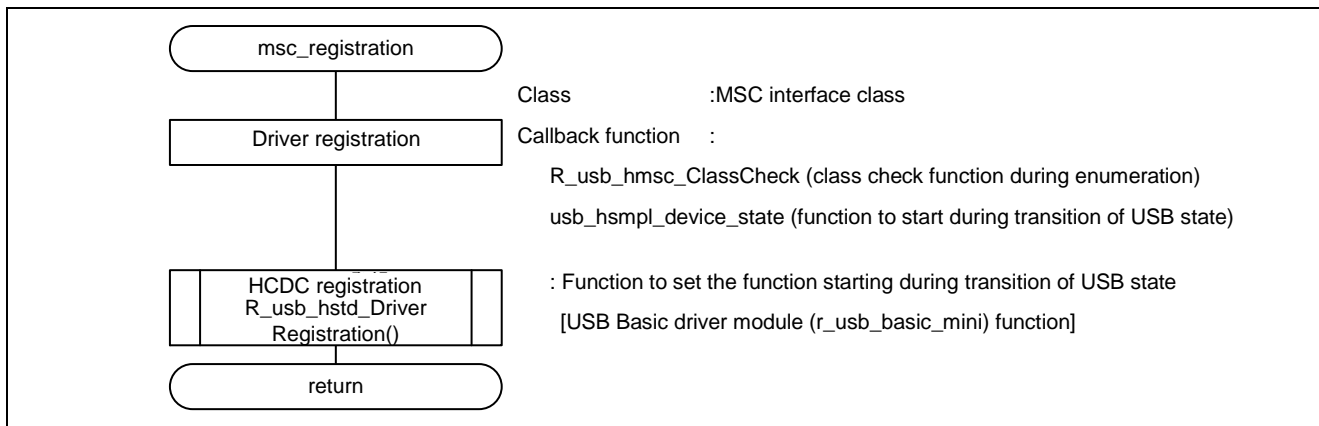 msc_registration
Class :MSC interface class
Driver registration
Callback function :
R_usb_hmsc_ClassCheck (class check function during enumeration)
usb_hsmpl_device_state (function to start during transition of USB state)
HCDC registration
R_usb_hstd_Driver
Registration()
: Function to set the function starting during transition of USB state
[USB Basic driver module (r_usb_basic_mini) function]
return